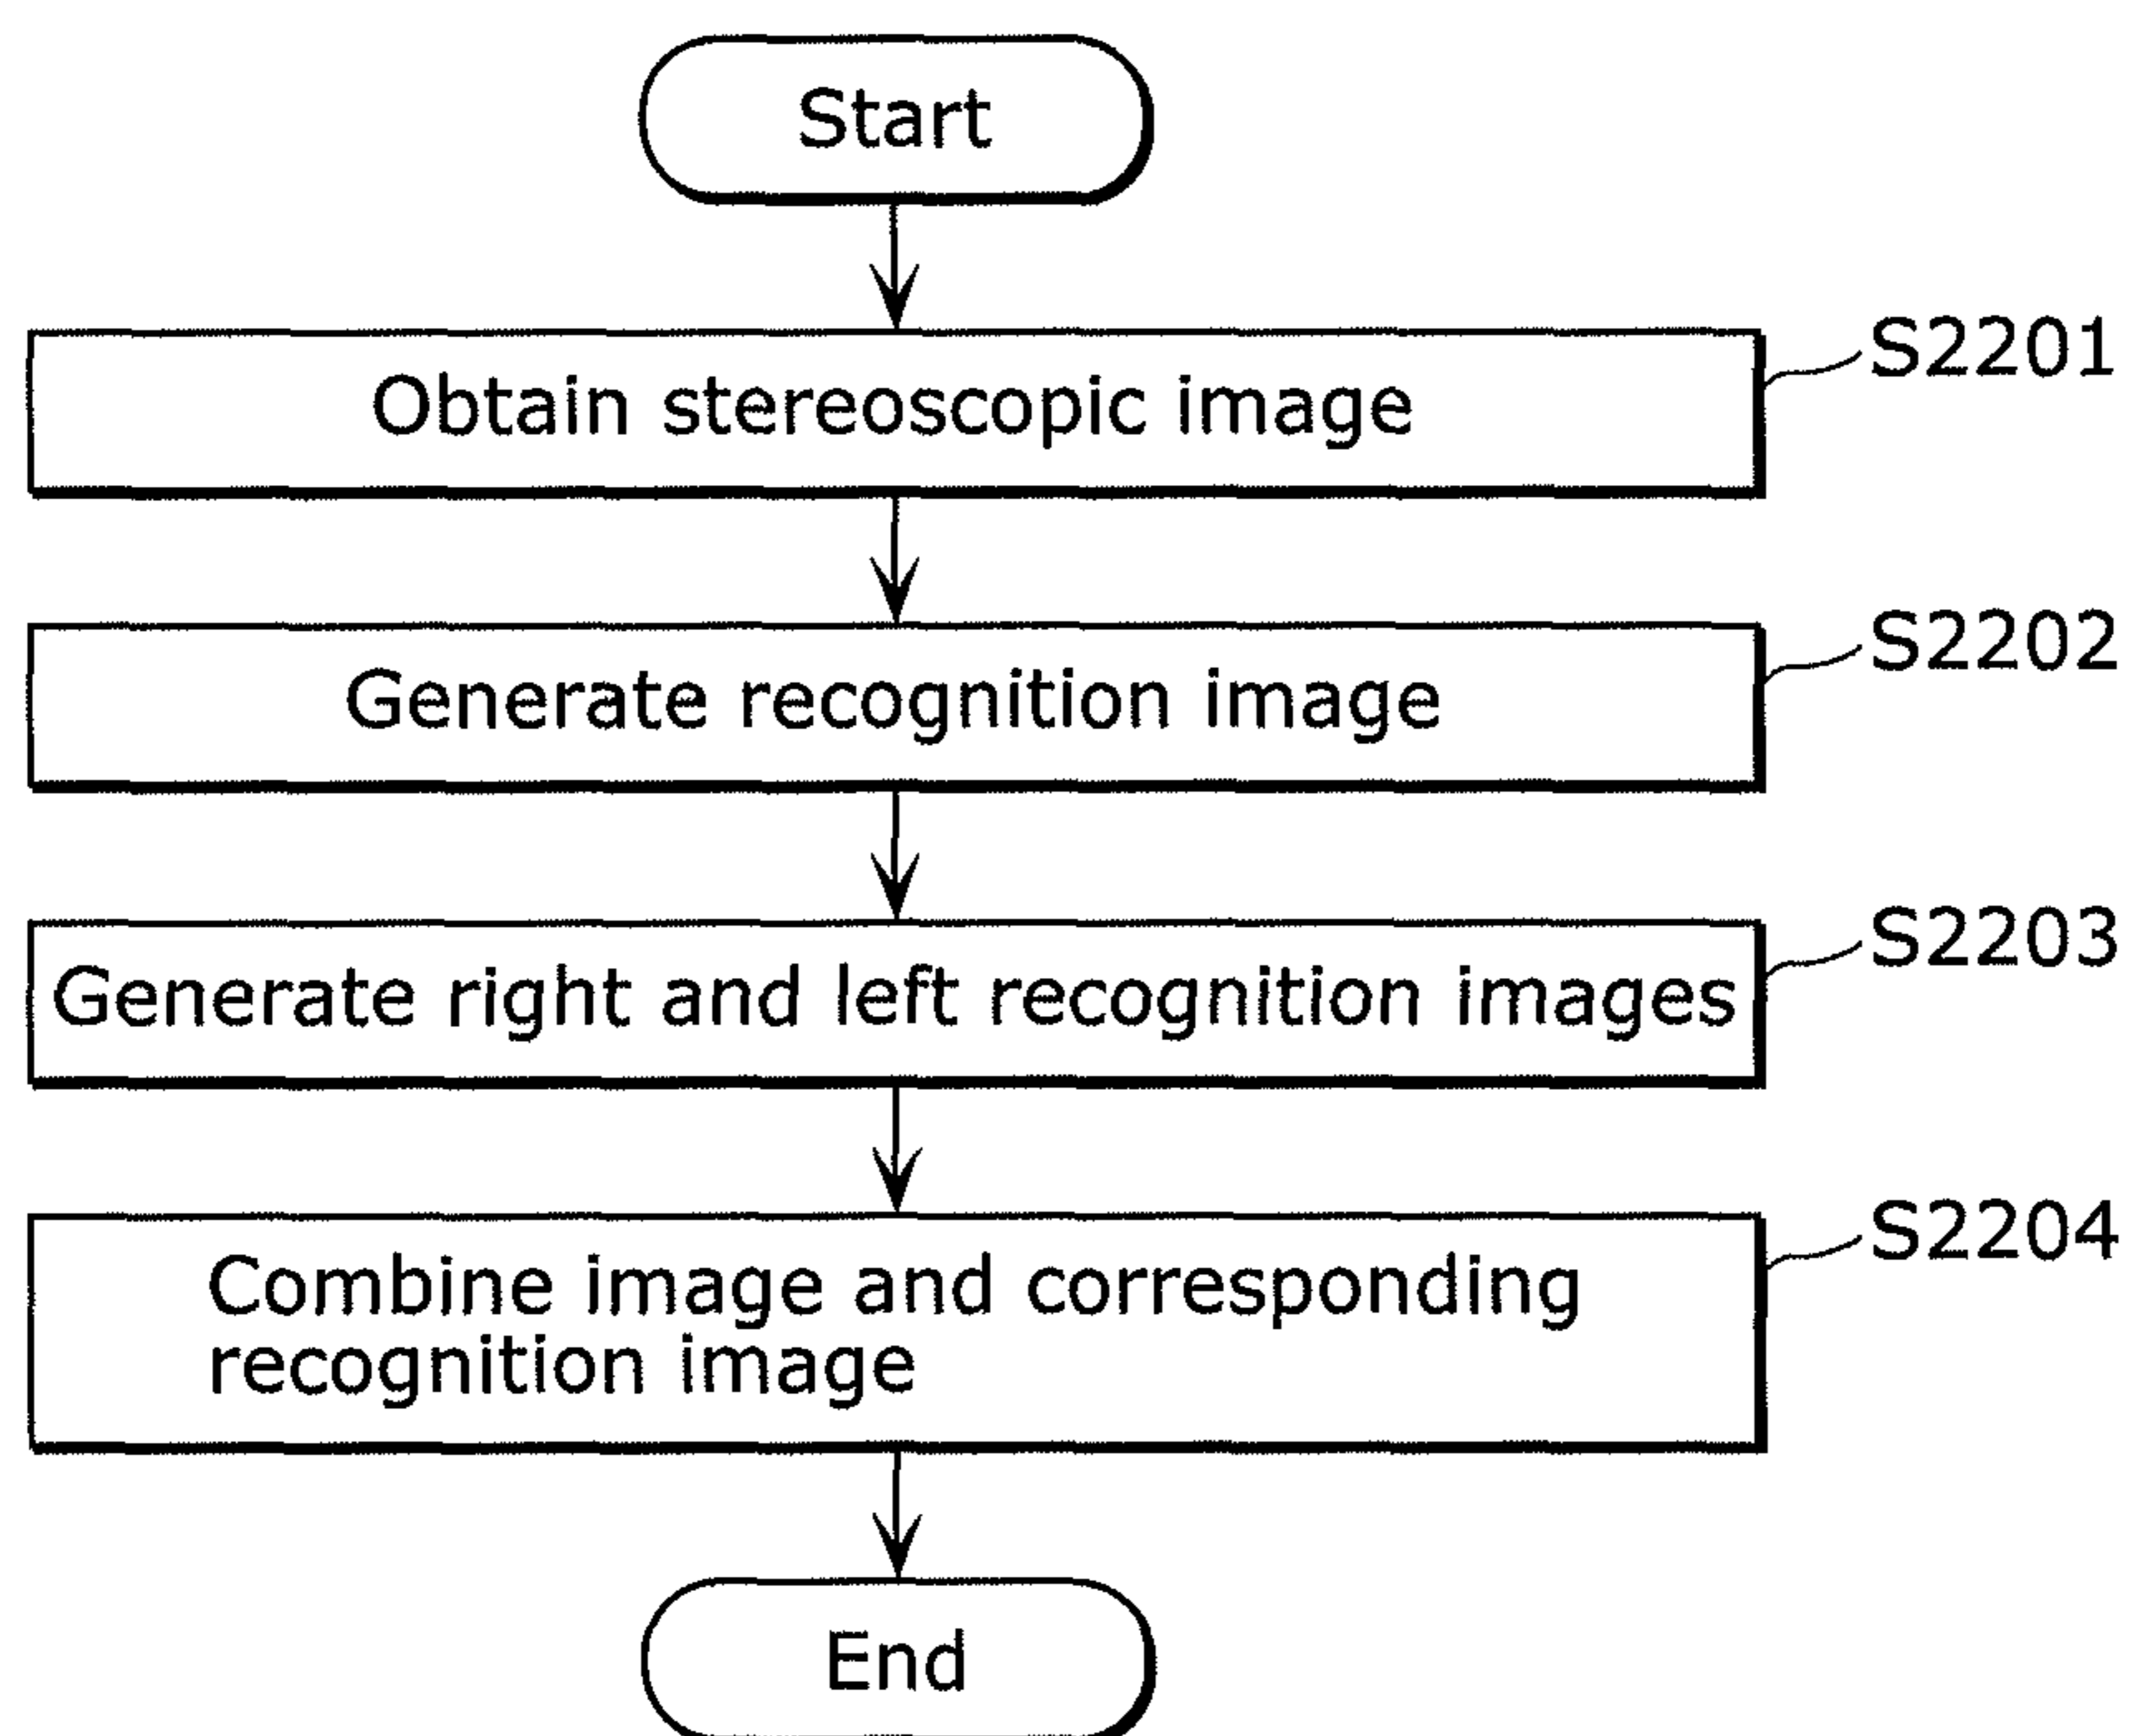 Start
S2201
Obtain stereoscopic image
S2202
Generate recognition image
S2203
Generate right and left recognition images
S2204
Combine image and corresponding
recognition image
End